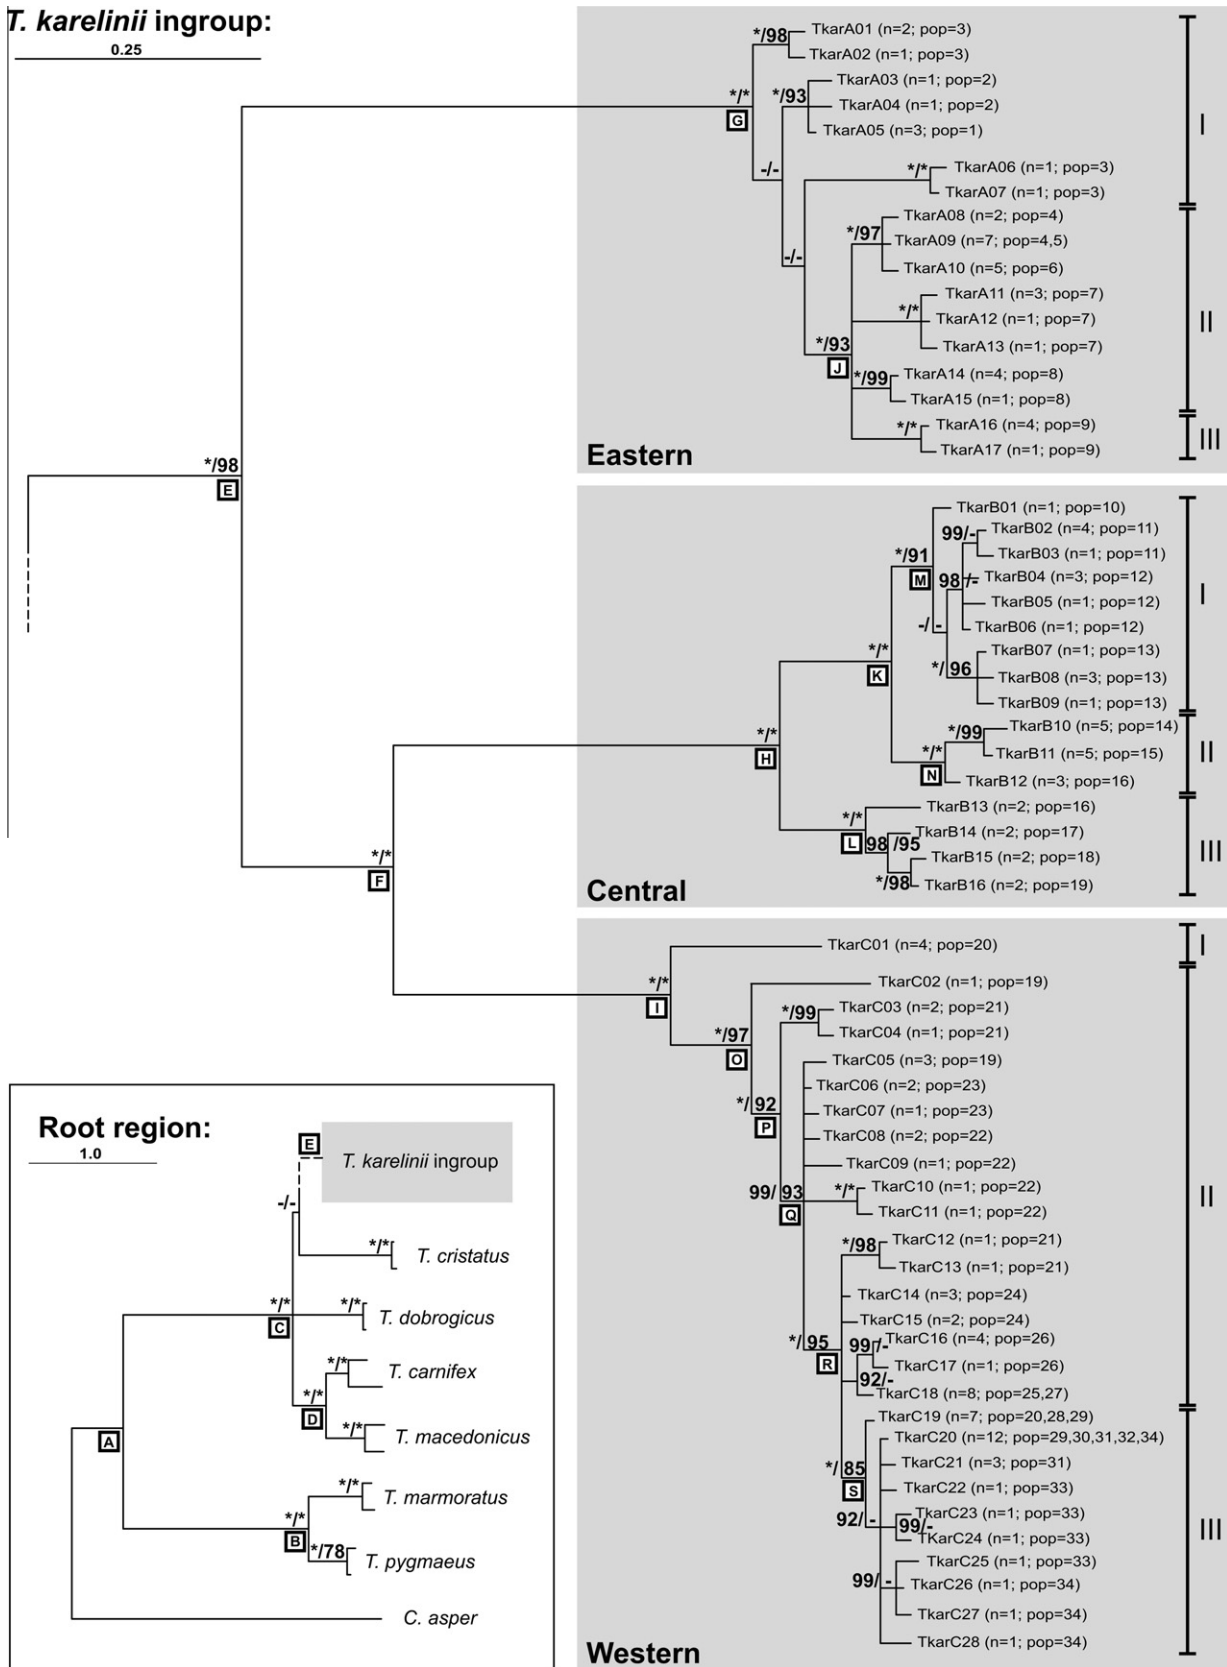 T. karelinii ingroup:
0.25
*/98
E
*/*
G
*/98
TkarA01 (n=2; pop=3)
TkarA02 (n=1; pop=3)
*/93
TkarA03 (n=1; pop=2)
TkarA04 (n=1; pop=2)
TkarA05 (n=3; pop=1)
-/-
*/*
TkarA06 (n=1; pop=3)
TkarA07 (n=1; pop=3)
-/-
*/97
TkarA08 (n=2; pop=4)
TkarA09 (n=7; pop=4,5)
TkarA10 (n=5; pop=6)
*/*
TkarA11 (n=3; pop=7)
TkarA12 (n=1; pop=7)
TkarA13 (n=1; pop=7)
*/93
J
*/99
TkarA14 (n=4; pop=8)
TkarA15 (n=1; pop=8)
*/*
TkarA16 (n=4; pop=9)
TkarA17 (n=1; pop=9)
I
II
III
Eastern
*/*
F
*/*
H
*/*
K
*/91
M
TkarB01 (n=1; pop=10)
99/-
TkarB02 (n=4; pop=11)
TkarB03 (n=1; pop=11)
98/-
TkarB04 (n=3; pop=12)
TkarB05 (n=1; pop=12)
TkarB06 (n=1; pop=12)
-/-
*/96
TkarB07 (n=1; pop=13)
TkarB08 (n=3; pop=13)
TkarB09 (n=1; pop=13)
*/*
N
*/99
TkarB10 (n=5; pop=14)
TkarB11 (n=5; pop=15)
TkarB12 (n=3; pop=16)
*/*
L
TkarB13 (n=2; pop=16)
98/95
TkarB14 (n=2; pop=17)
TkarB15 (n=2; pop=18)
*/98
TkarB16 (n=2; pop=19)
I
II
III
Central
*/*
I
TkarC01 (n=4; pop=20)
*/97
O
TkarC02 (n=1; pop=19)
*/92
P
*/99
TkarC03 (n=2; pop=21)
TkarC04 (n=1; pop=21)
99/93
Q
TkarC05 (n=3; pop=19)
TkarC06 (n=2; pop=23)
TkarC07 (n=1; pop=23)
TkarC08 (n=2; pop=22)
TkarC09 (n=1; pop=22)
*/*
TkarC10 (n=1; pop=22)
TkarC11 (n=1; pop=22)
*/95
R
*/98
TkarC12 (n=1; pop=21)
TkarC13 (n=1; pop=21)
TkarC14 (n=3; pop=24)
TkarC15 (n=2; pop=24)
99/-
TkarC16 (n=4; pop=26)
TkarC17 (n=1; pop=26)
92/-
TkarC18 (n=8; pop=25,27)
*/85
S
TkarC19 (n=7; pop=20,28,29)
TkarC20 (n=12; pop=29,30,31,32,34)
TkarC21 (n=3; pop=31)
TkarC22 (n=1; pop=33)
92/-
TkarC23 (n=1; pop=33)
99/-
TKarC24 (n=1; pop=33)
99/-
TkarC25 (n=1; pop=33)
TkarC26 (n=1; pop=34)
TkarC27 (n=1; pop=34)
TkarC28 (n=1; pop=34)
I
II
III
Western
Root region:
1.0
E
T. karelinii ingroup
-/-
*/*
T. cristatus
*/*
C
*/*
T. dobrogicus
*/*
D
*/*
T. carnifex
*/*
T. macedonicus
A
*/*
B
*/*
T. marmoratus
*/78
T. pygmaeus
C. asper